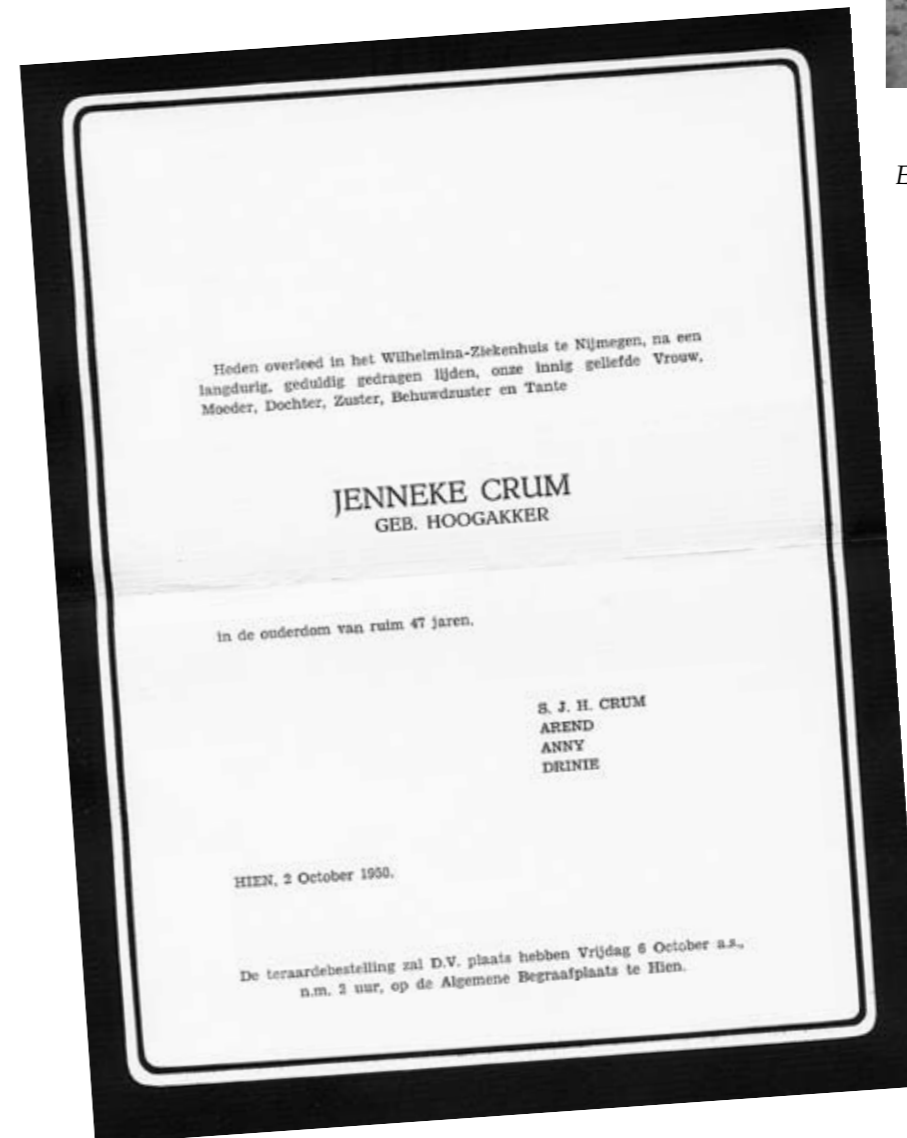 Heden overleed in het Wilhelmina-Ziekenhuis te Nijmegen, na een
langdurig, geduldig gedragen lijden, onze innig geliefde Vrouw,
Moeder, Dochter, Zuster, Behuwdzuster en Tante
JENNEKE CRUM
GEB. HOOGAKKER
in de ouderdom van ruim 47 jaren.
S. J. H. CRUM
AREND
ANNY
DRINIE
HIEN, 2 October 1950.
De teraardebestelling zal D.V. plaats hebben Vrijdag 6 October a.s.,
n.m. 2 uur, op de Algemene Begraafplaats te Hien.